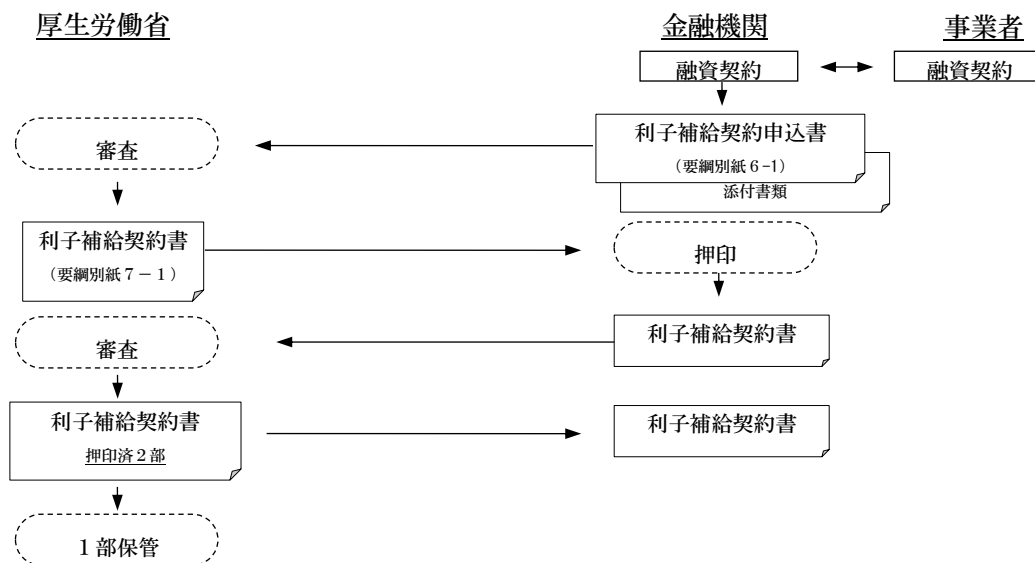 厚生労働省
金融機関
事業者
融資契約
融資契約
利子補給契約申込書
（要綱別紙６-1）
添付書類
審査
利子補給契約書
（要綱別紙７－１）
押印
審査
利子補給契約書
利子補給契約書
押印済２部
利子補給契約書
１部保管